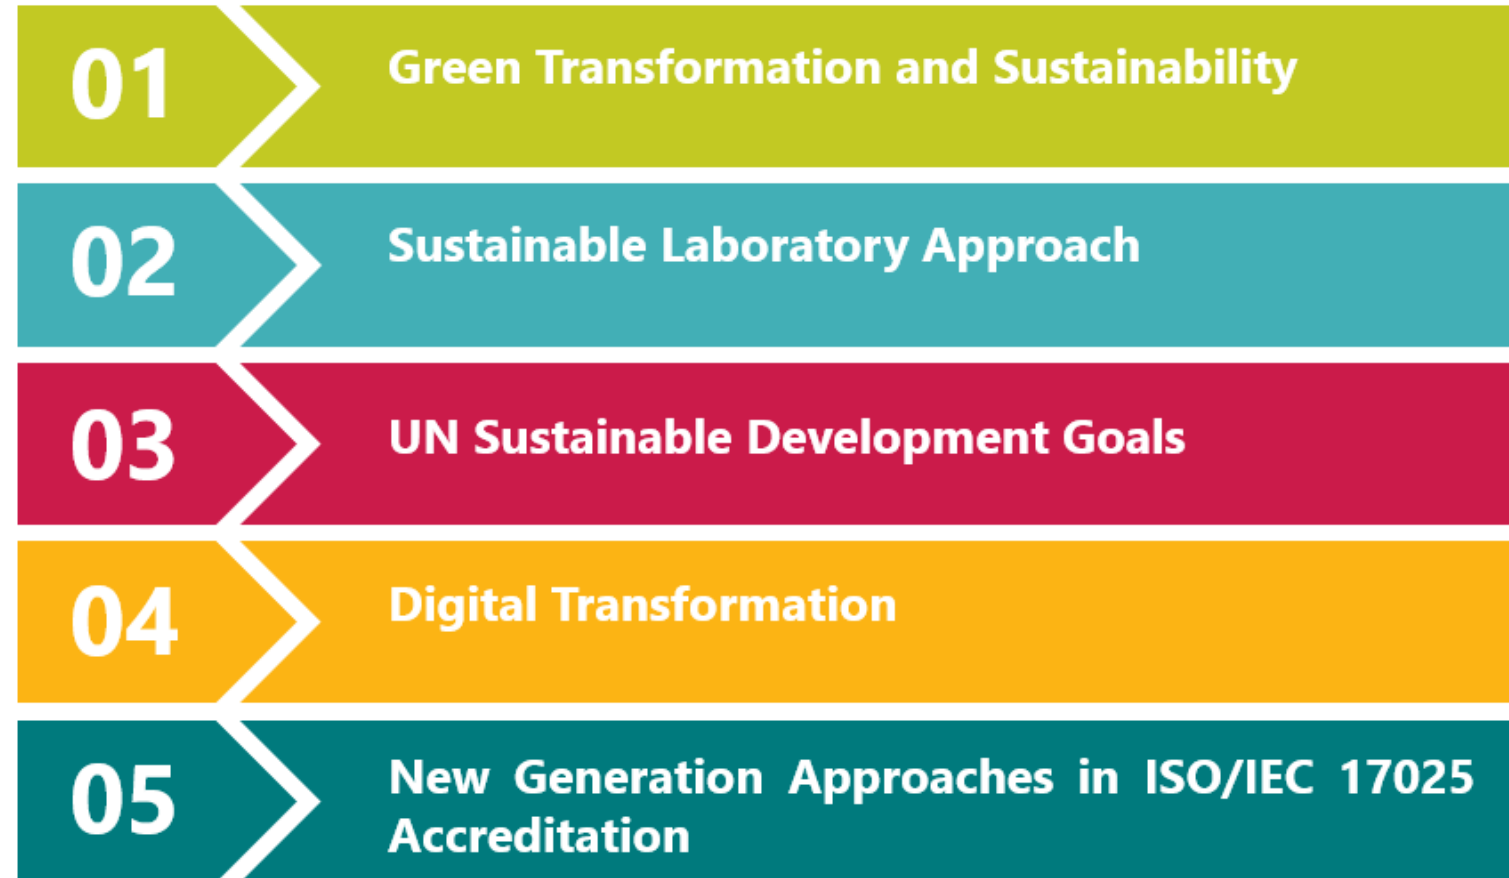 01
Green Transformation and Sustainability
02
Sustainable Laboratory Approach
03
UN Sustainable Development Goals
04
Digital Transformation
05
New Generation Approaches in ISO/IEC 17025
Accreditation